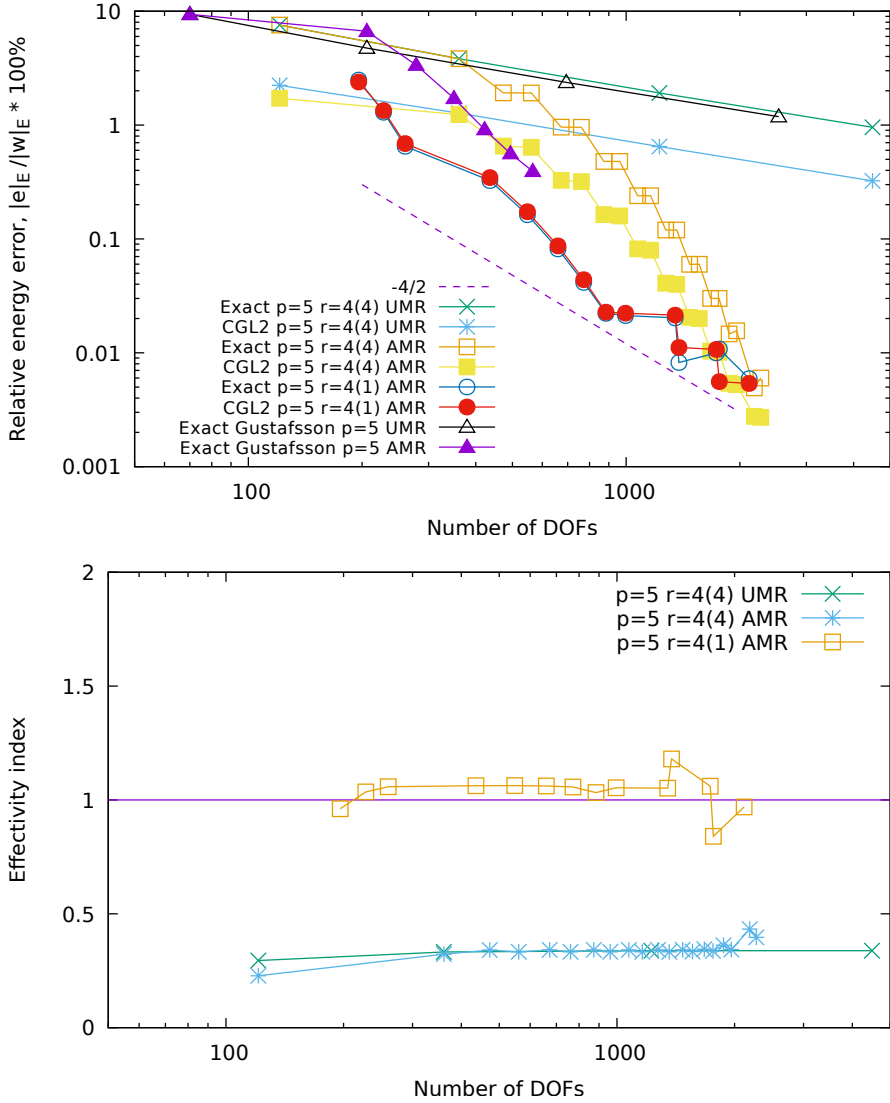 10
1
0.1
0.01
0.001
Relative energy error, |e|E /|w|E * 100%
-4/2
Exact p=5 r=4(4) UMR
CGL2 p=5 r=4(4) UMR
Exact p=5 r=4(4) AMR
CGL2 p=5 r=4(4) AMR
Exact p=5 r=4(1) AMR
CGL2 p=5 r=4(1) AMR
Exact Gustafsson p=5 UMR
Exact Gustafsson p=5 AMR
100 1000
Number of DOFs
2
1.5
1
0.5
0
Effectivity index
p=5 r=4(4) UMR
p=5 r=4(4) AMR
p=5 r=4(1) AMR
100 1000
Number of DOFs